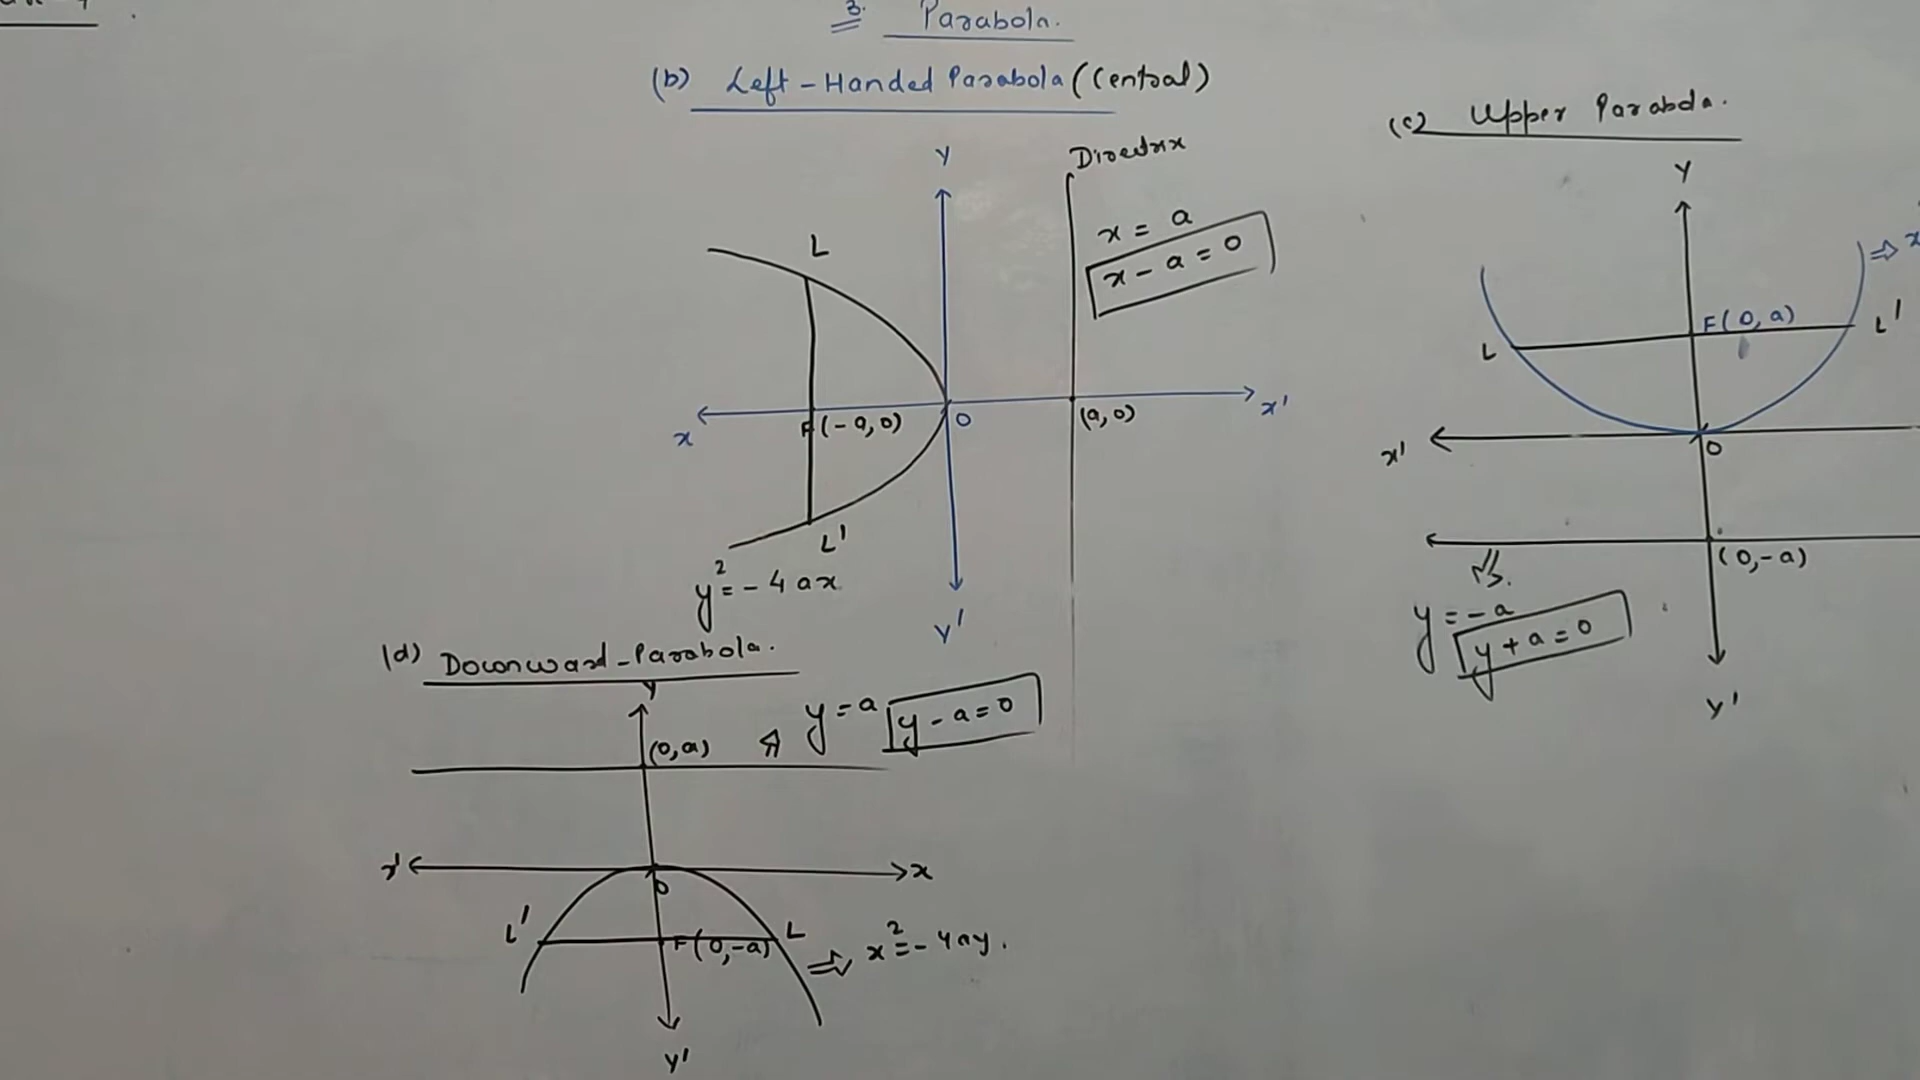 3. Parabola.
(b) Left-Handed Parabola (Central)
Y
Directrix
x = a
x - a = 0
L
F(-a,0)
O
(a,0)
x
x'
L'
y² = -4ax
Y'
(c) Upper Parabola.
Y
⇒ x
F(0,a)
L
L'
x'
O
(0,-a)
y = -a
y + a = 0
Y'
(d) Downward-Parabola.
Y
(0,a)
y = a
y - a = 0
x'
x
O
L'
F(0,-a)
L
⇒ x² = -4ay.
Y'